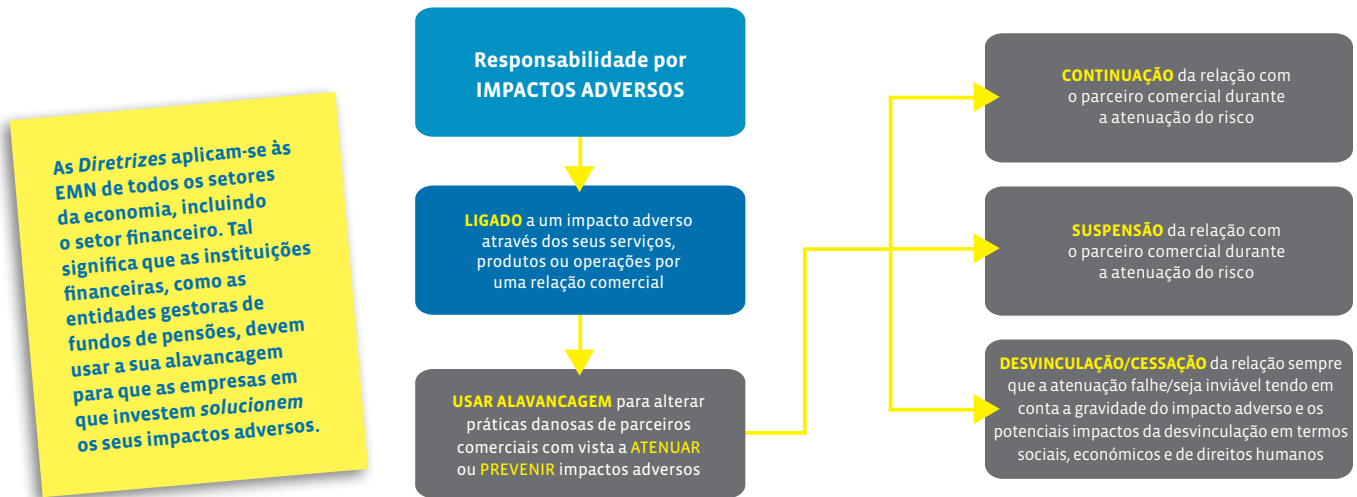 As Diretrizes aplicam-se às
EMN de todos os setores
da economia, incluindo
o setor financeiro. Tal
significa que as instituições
financeiras, como as
entidades gestoras de
fundos de pensões, devem
usar a sua alavancagem
para que as empresas em
que investem solucionem
os seus impactos adversos.
Responsabilidade por
IMPACTOS ADVERSOS
LIGADO a um impacto adverso
através dos seus serviços,
produtos ou operações por
uma relação comercial
USAR ALAVANCAGEM para alterar
práticas danosas de parceiros
comerciais com vista a ATENUAR
ou PREVENIR impactos adversos
CONTINUAÇÃO da relação com
o parceiro comercial durante
a atenuação do risco
SUSPENSÃO da relação com
o parceiro comercial durante
a atenuação do risco
DESVINCULAÇÃO/CESSAÇÃO da relação sempre
que a atenuação falhe/seja inviável tendo em
conta a gravidade do impacto adverso e os
potenciais impactos da desvinculação em termos
sociais, económicos e de direitos humanos